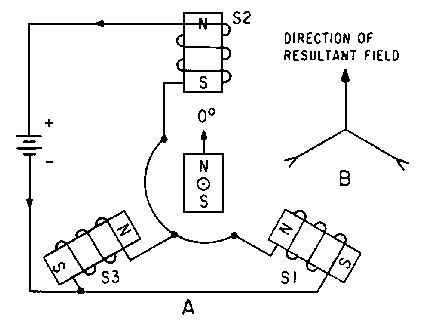 N
S2
S
DIRECTION OF
RESULTANT FIELD
0°
+
-
N
S
B
N
S
S3
N
S
S1
A